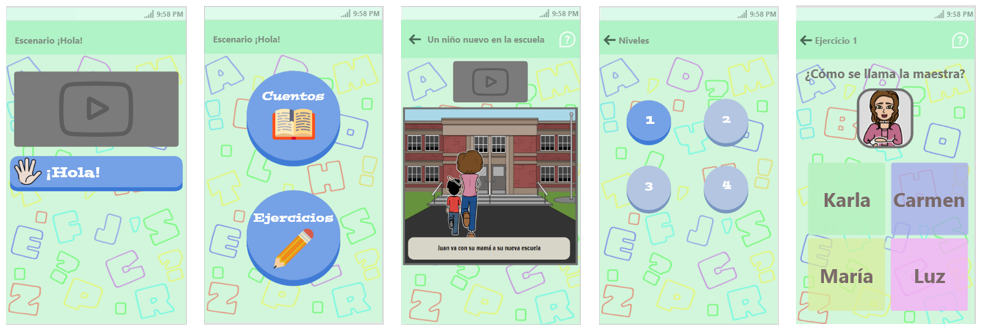 9:58 PM
Escenario ¡Hola!
¡Hola!
9:58 PM
Escenario ¡Hola!
Cuentos
Ejercicios
9:58 PM
Un niño nuevo en la escuela
?
Juan va con su mamá a su nueva escuela
9:58 PM
Niveles
1
2
3
4
9:58 PM
Ejercicio 1
?
¿Cómo se llama la maestra?
Karla
Carmen
María
Luz